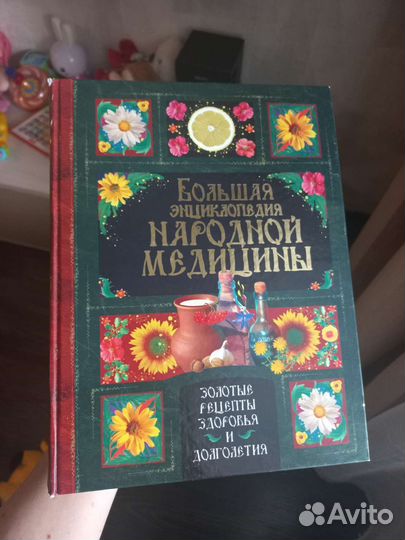 БОЛЬШАЯ
ЭНЦИКЛОПЕДИЯ
НАРОДНОЙ
МЕДИЦИНЫ
ЗОЛОТЫЕ
РЕЦЕПТЫ
ЗДОРОВЬЯ
И
ДОЛГОЛЕТИЯ
Avito